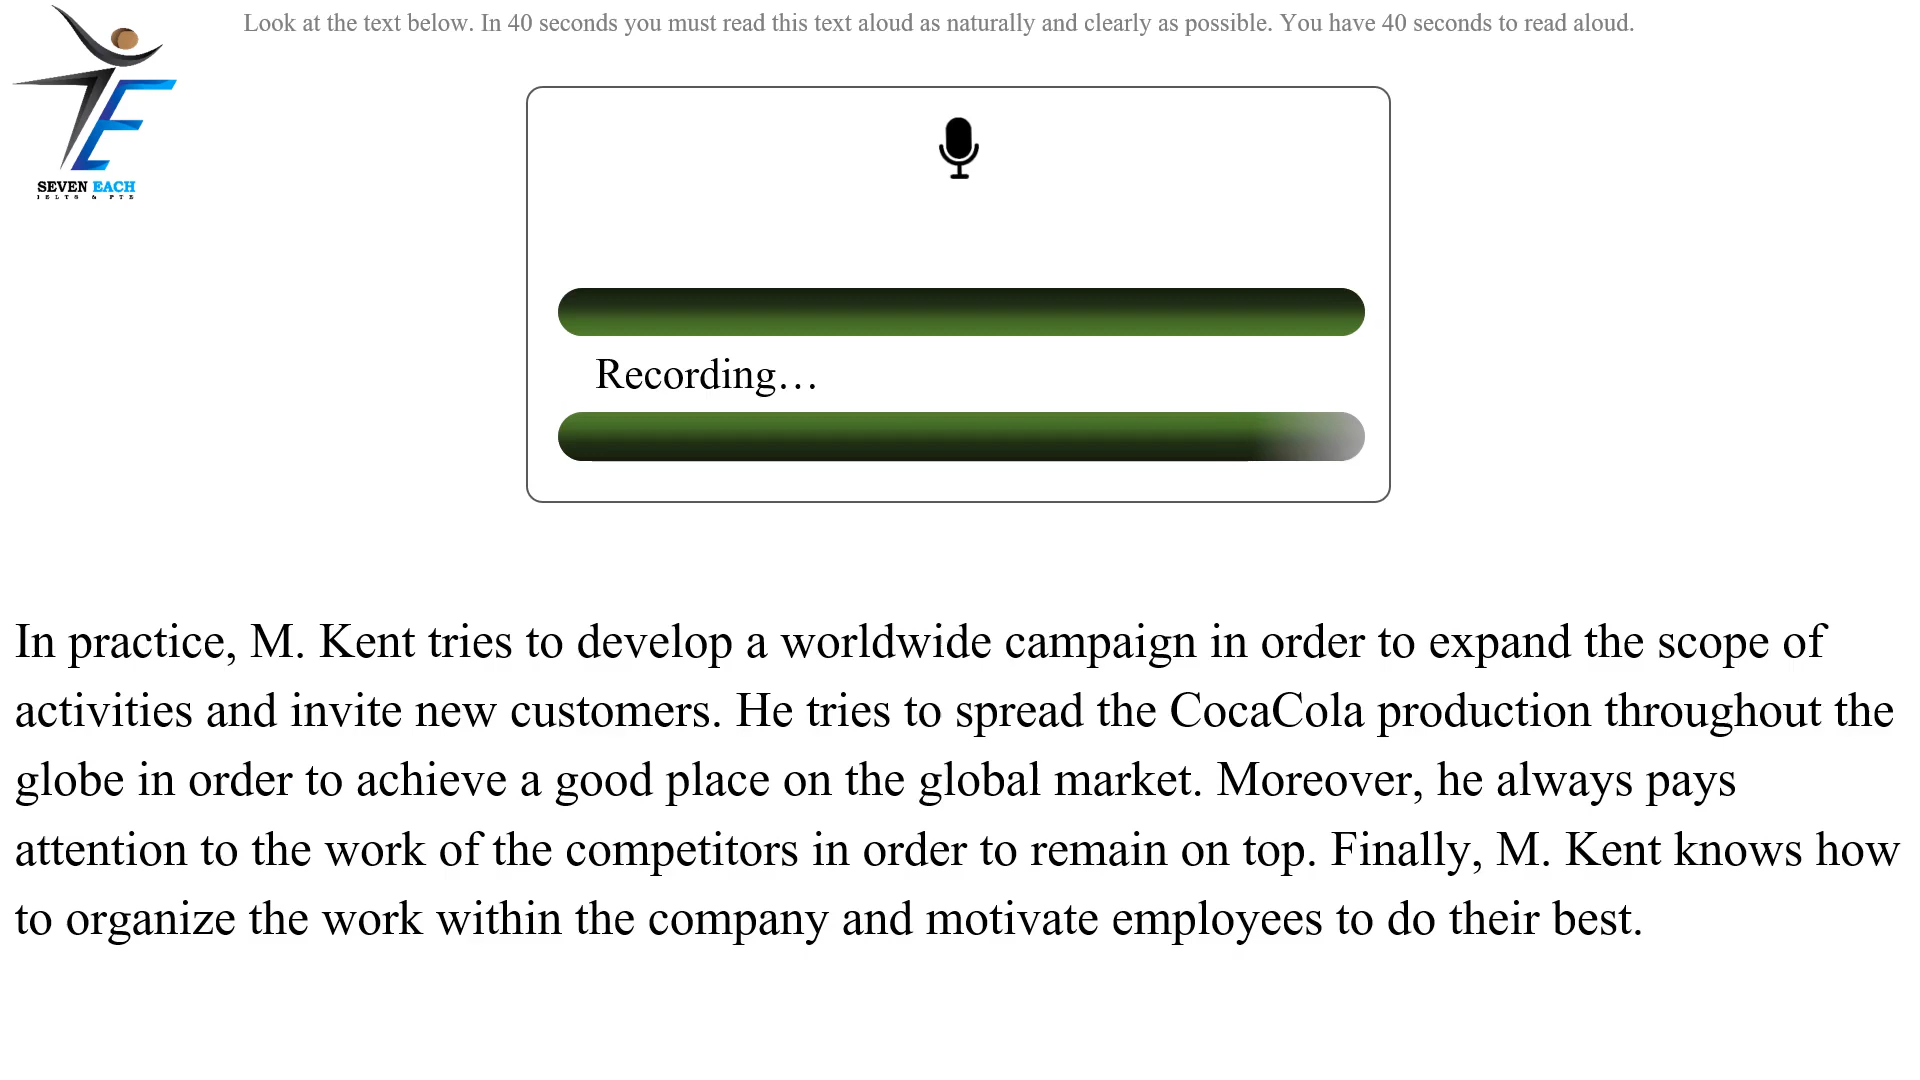 Look at the text below. In 40 seconds you must read this text aloud as naturally and clearly as possible. You have 40 seconds to read aloud.
SEVEN EACH
IELTS & PTE
Recording…
In practice, M. Kent tries to develop a worldwide campaign in order to expand the scope of
activities and invite new customers. He tries to spread the CocaCola production throughout the
globe in order to achieve a good place on the global market. Moreover, he always pays
attention to the work of the competitors in order to remain on top. Finally, M. Kent knows how
to organize the work within the company and motivate employees to do their best.